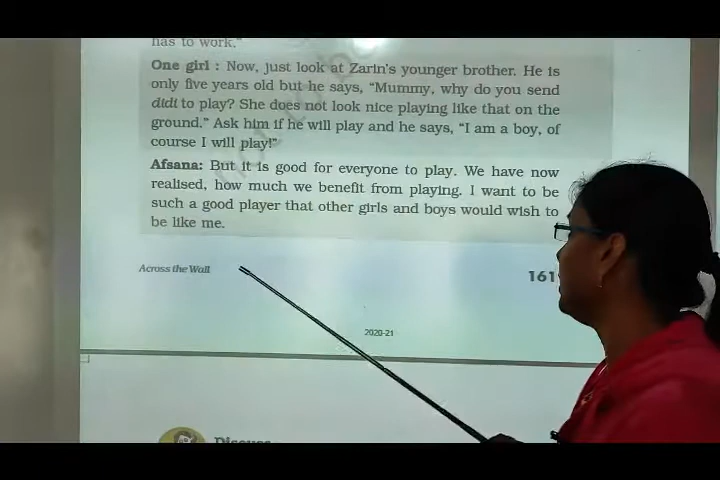 has to work."
One girl : Now, just look at Zarin's younger brother. He is
only five years old but he says, "Mummy, why do you send
didi to play? She does not look nice playing like that on the
ground." Ask him if he will play and he says, "I am a boy, of
course I will play!"
Afsana: But it is good for everyone to play. We have now
realised, how much we benefit from playing. I want to be
such a good player that other girls and boys would wish to
be like me.
Across the Wall
161
2020-21
Discuss